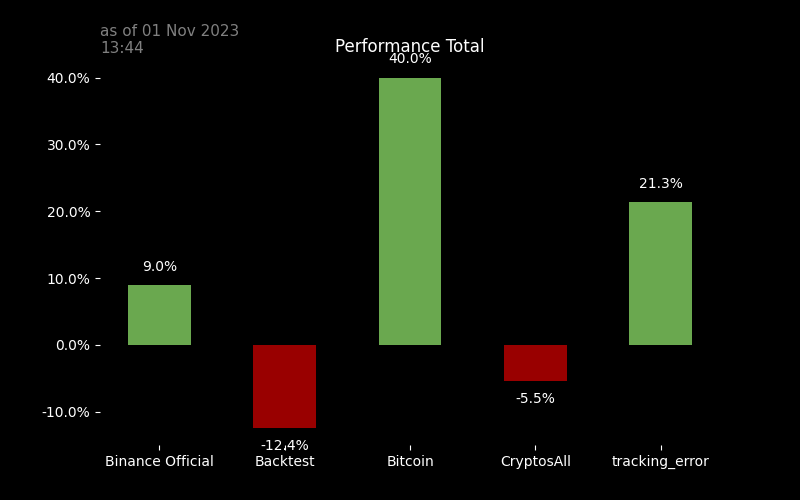 as of 01 Nov 2023
13:44
Performance Total
40.0%
40.0%
30.0%
20.0%
10.0%
0.0%
-10.0%
9.0%
-12.4%
-5.5%
21.3%
Binance Official
Backtest
Bitcoin
CryptosAll
tracking_error